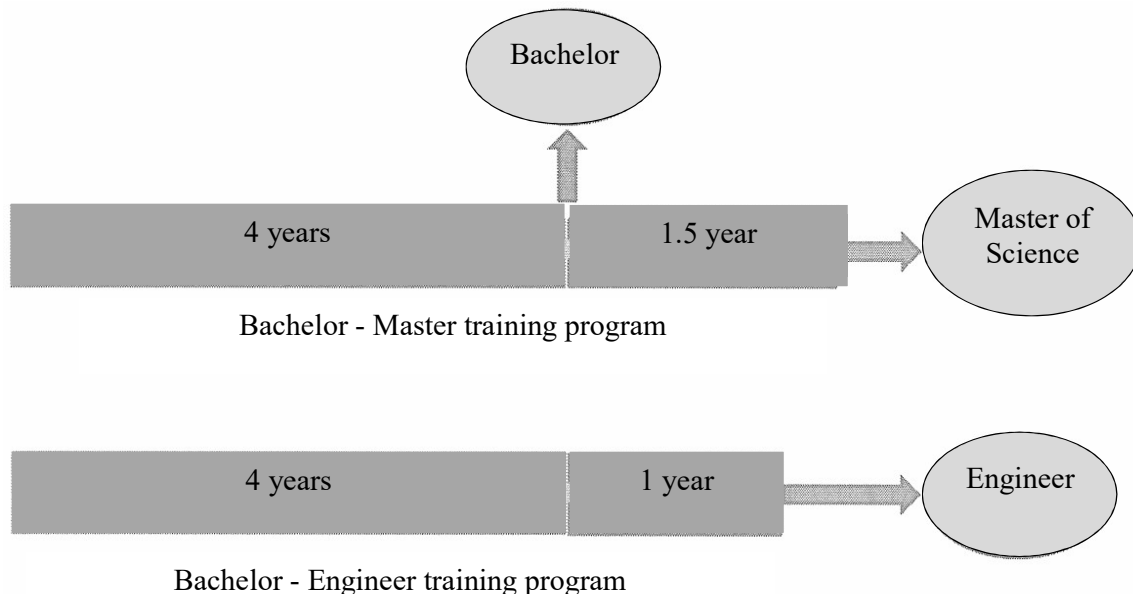 Bachelor
4 years
1.5 year
Master of
Science
Bachelor - Master training program
4 years
1 year
Engineer
Bachelor - Engineer training program